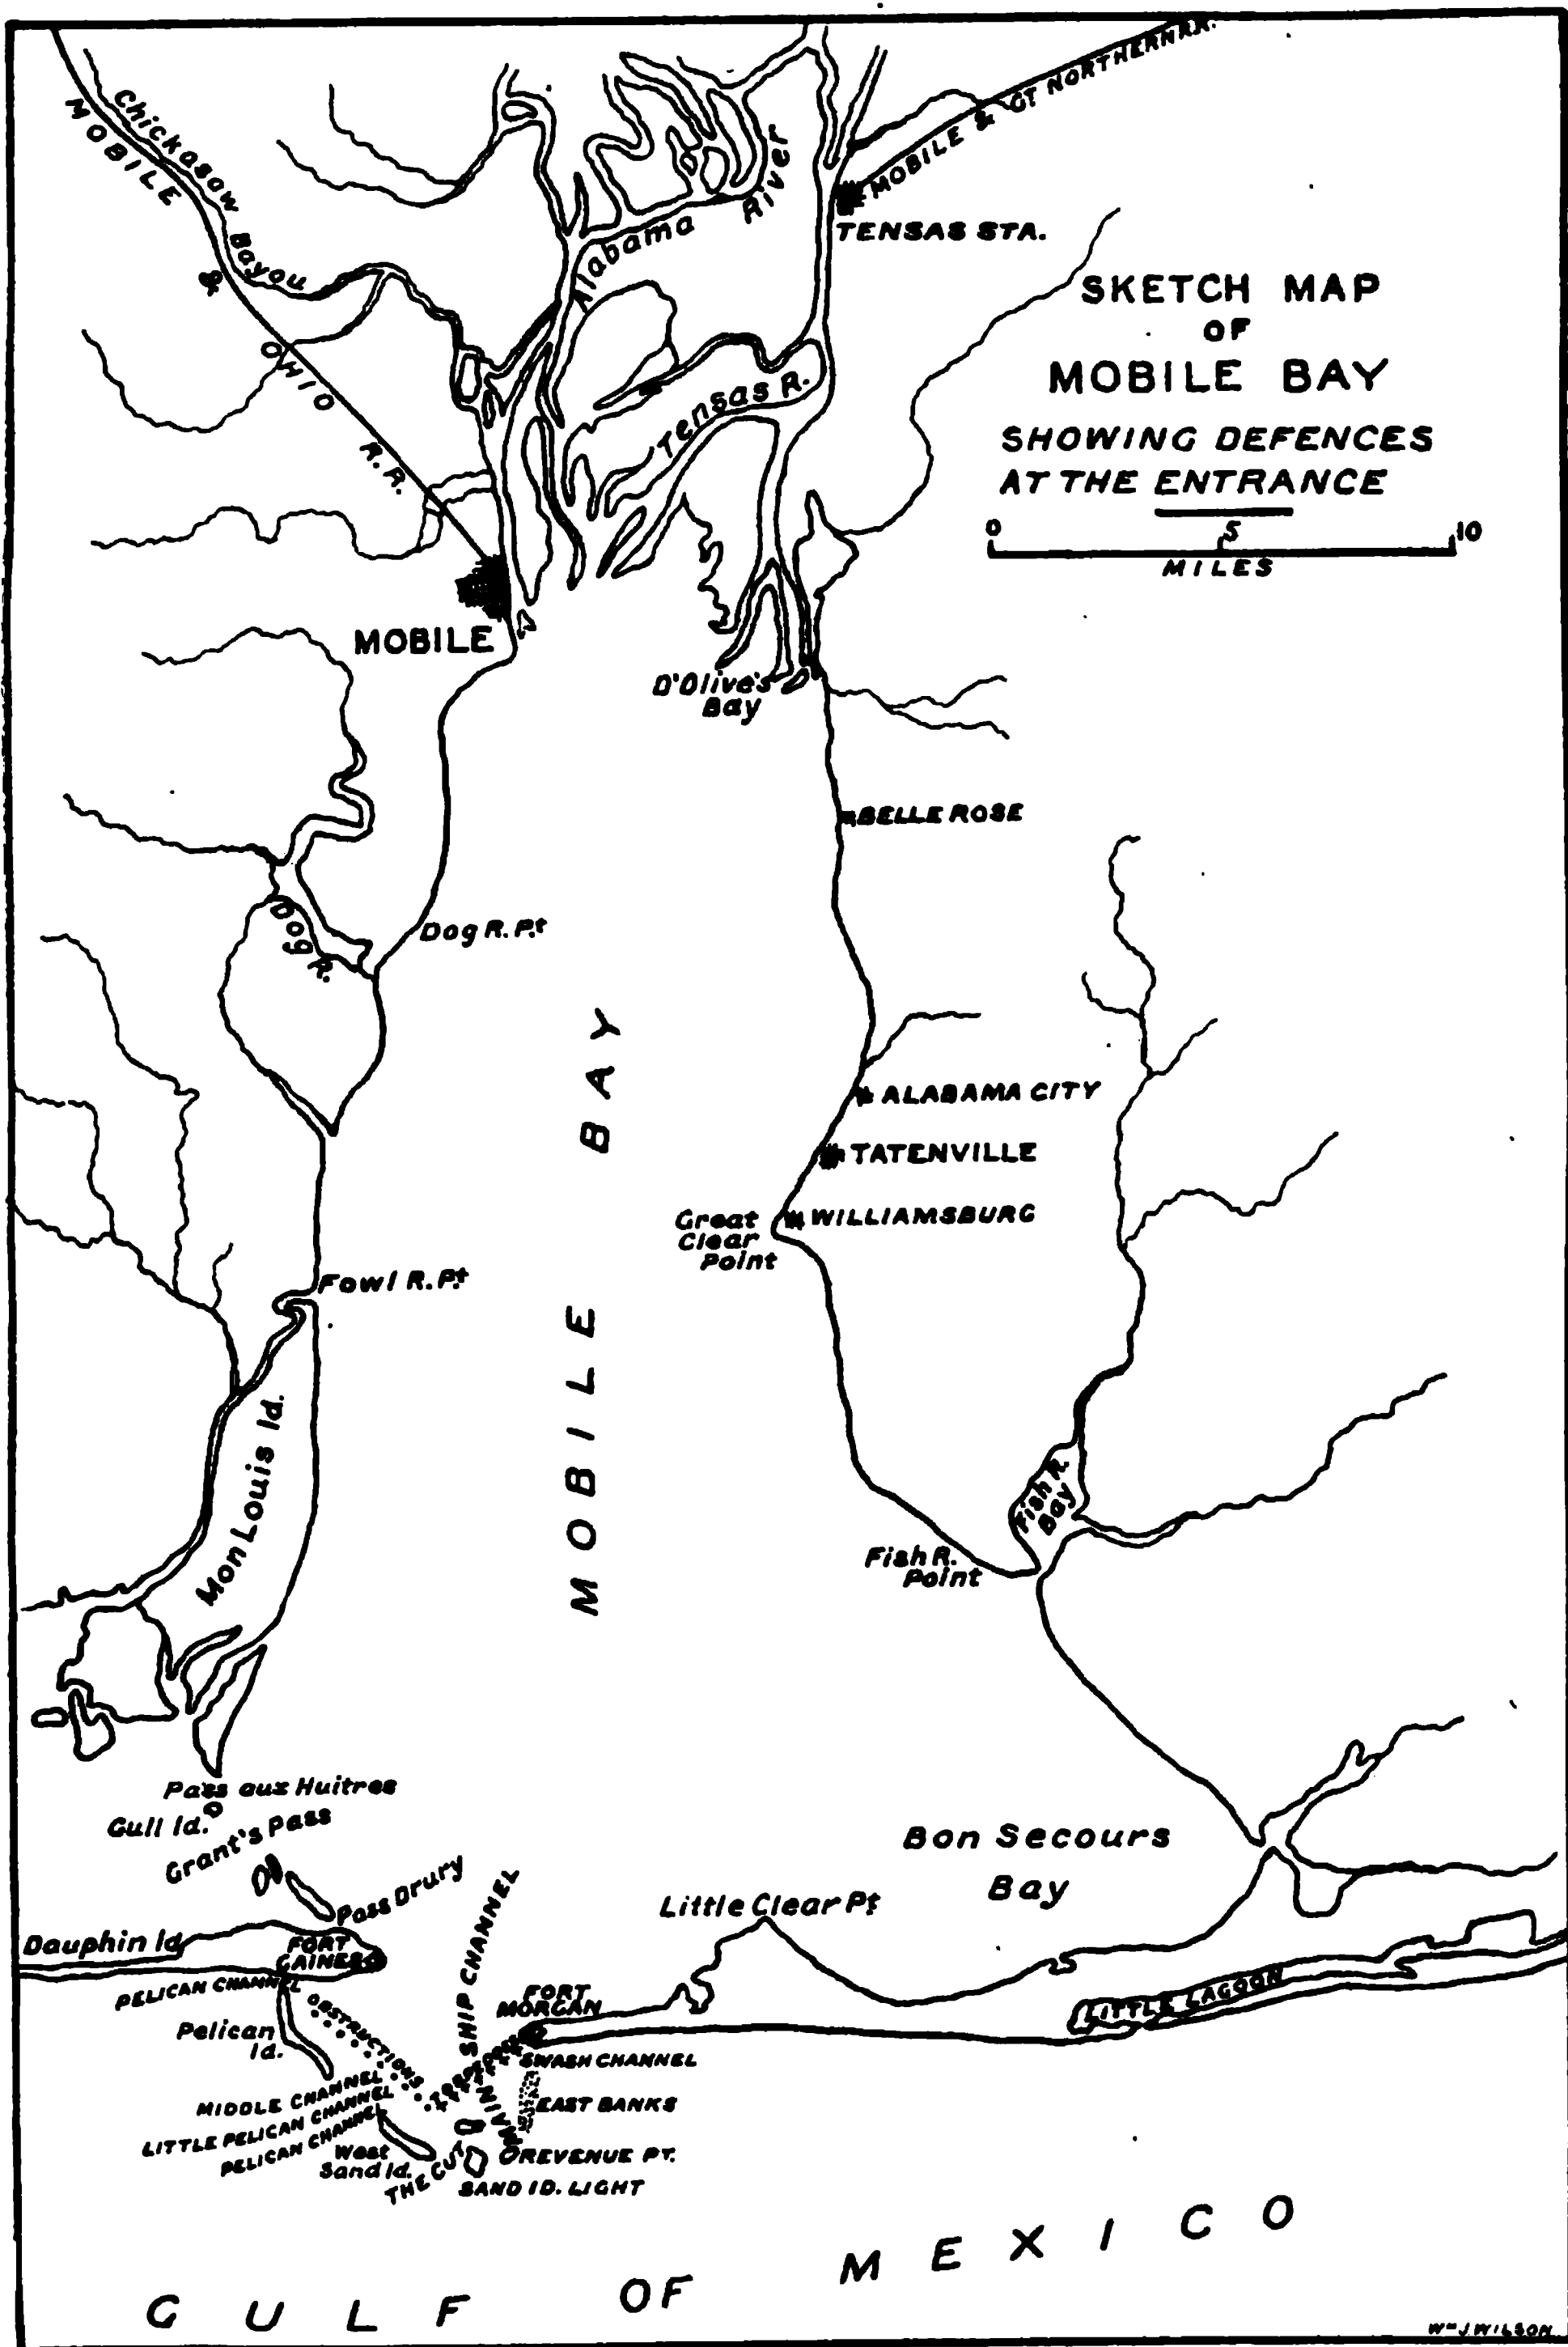 MOBILE & GT NORTHERN R.R.
Chickasaw Bayou
MOBILE & OHIO R.R.
Alabama River
TENSAS STA.
SKETCH MAP
OF
MOBILE BAY
SHOWING DEFENCES
AT THE ENTRANCE
0 5 10
MILES
Tensas R.
MOBILE
D'Olive's
Bay
BELLE ROSE
Dog R. Pt
Dog R.
ALABAMA CITY
TATENVILLE
WILLIAMSBURG
Great
Clear
Point
Fowl R. Pt
MOBILE BAY
Mon Louis Id.
Fish R.
Bay
Fish R.
Point
Pass aux Huitres
Gull Id.
Grant's Pass
Pass Drury
Bon Secours
Bay
Little Clear Pt
Dauphin Id
FORT
GAINES
SHIP CHANNEL
PELICAN CHANNEL
OBSTRUCTIONS
FORT
MORGAN
LITTLE LAGOON
Pelican
Id.
SWASH CHANNEL
MIDDLE CHANNEL
LITTLE PELICAN CHANNEL
PELICAN CHANNEL
MAIN
EAST BANKS
West
Sand Id.
THE CUT
REVENUE PT.
SAND ID. LIGHT
GULF OF MEXICO
Wm J. WILSON